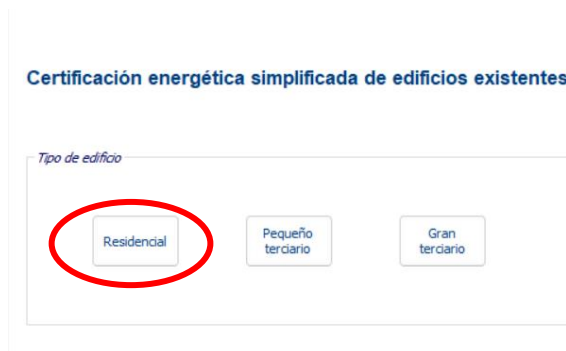 Certificación energética simplificada de edificios existentes
Tipo de edificio
Residencial
Pequeño
terciario
Gran
terciario